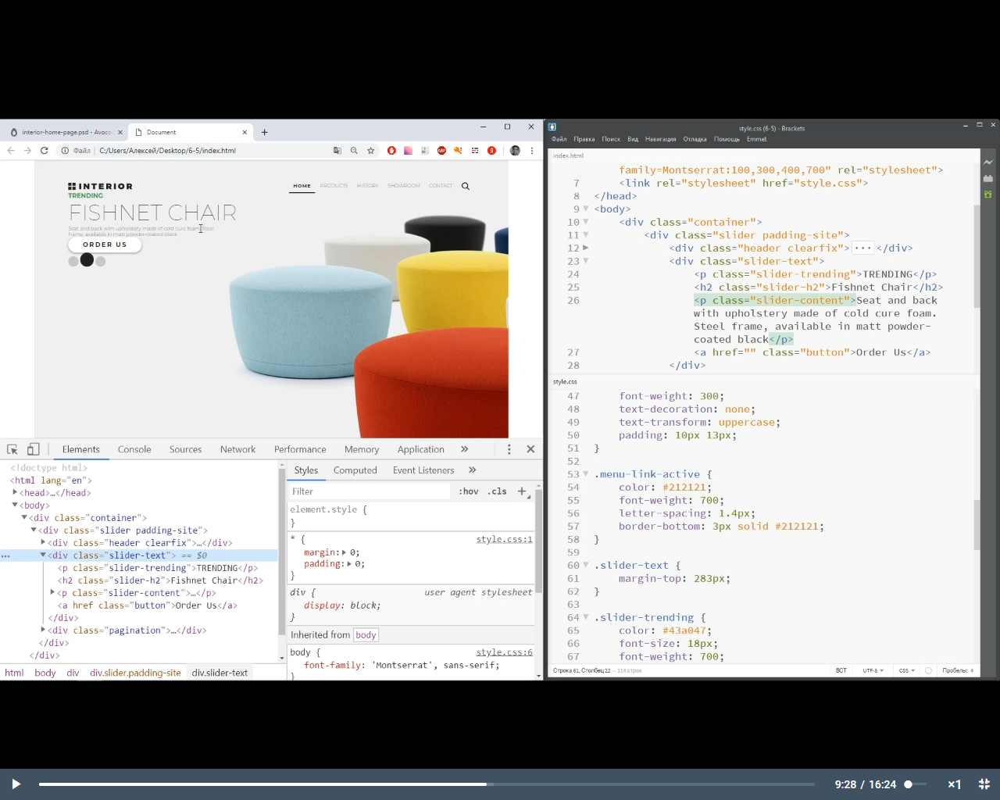 interior-home-page.psd - Avoco
Document
Файл
C:/Users/Алексей/Desktop/6-5/index.html
INTERIOR
HOME
PRODUCTS
HISTORY
SHOWROOM
CONTACT
TRENDING
FISHNET CHAIR
Seat and back with upholstery made of cold cure foam. Steel
frame, available in matt powder-coated black
ORDER US
Elements
Console
Sources
Network
Performance
Memory
Application
»
<!doctype html>
<html lang="en">
<head>…</head>
<body>
<div class="container">
<div class="slider padding-site">
<div class="header clearfix">…</div>
<div class="slider-text"> == $0
<p class="slider-trending">TRENDING</p>
<h2 class="slider-h2">Fishnet Chair</h2>
<p class="slider-content">…</p>
<a href class="button">Order Us</a>
</div>
<div class="pagination">…</div>
</div>
</div>
html body div div.slider.padding-site div.slider-text
Styles
Computed
Event Listeners
»
Filter
:hov .cls +
element.style {
}
* { style.css:1
margin: 0;
padding: 0;
}
div { user agent stylesheet
display: block;
}
Inherited from body
body { style.css:6
font-family: 'Montserrat', sans-serif;
}
style.css (6-5) - Brackets
Файл Правка Поиск Вид Навигация Отладка Помощь Emmet
index.html
family=Montserrat:100,300,400,700" rel="stylesheet">
7 <link rel="stylesheet" href="style.css">
8 </head>
9 <body>
10 <div class="container">
11 <div class="slider padding-site">
12 <div class="header clearfix"> ... </div>
23 <div class="slider-text">
24 <p class="slider-trending">TRENDING</p>
25 <h2 class="slider-h2">Fishnet Chair</h2>
26 <p class="slider-content">Seat and back
with upholstery made of cold cure foam.
Steel frame, available in matt powder-
coated black</p>
27 <a href="" class="button">Order Us</a>
28 </div>
style.css
47 font-weight: 300;
48 text-decoration: none;
49 text-transform: uppercase;
50 padding: 10px 13px;
51 }
52
53 .menu-link-active {
54 color: #212121;
55 font-weight: 700;
56 letter-spacing: 1.4px;
57 border-bottom: 3px solid #212121;
58 }
59
60 .slider-text {
61 margin-top: 283px;
62 }
63
64 .slider-trending {
65 color: #43a047;
66 font-size: 18px;
67 font-weight: 700;
Строка 61, Столбец 22 — 114 строк
ВСТ
UTF-8
CSS
Пробелы: 4
9:28 / 16:24
×1